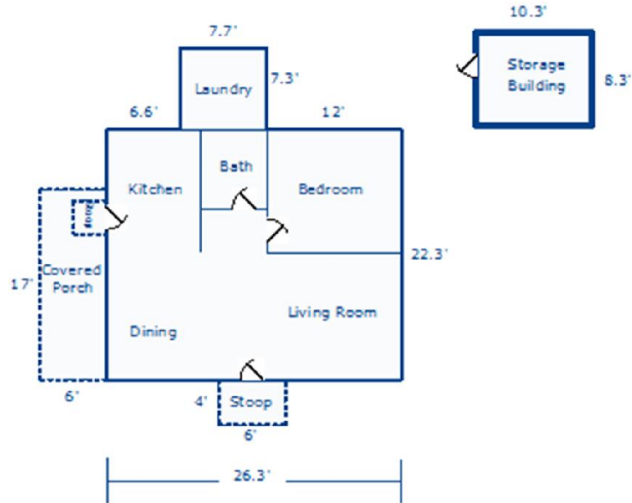 10.3'
7.7'
Storage
Building
8.3'
7.3'
Laundry
6.6'
12'
Bath
Kitchen
Bedroom
Covered
Porch
17'
22.3'
Living Room
Dining
6'
4'
Stoop
6'
26.3'